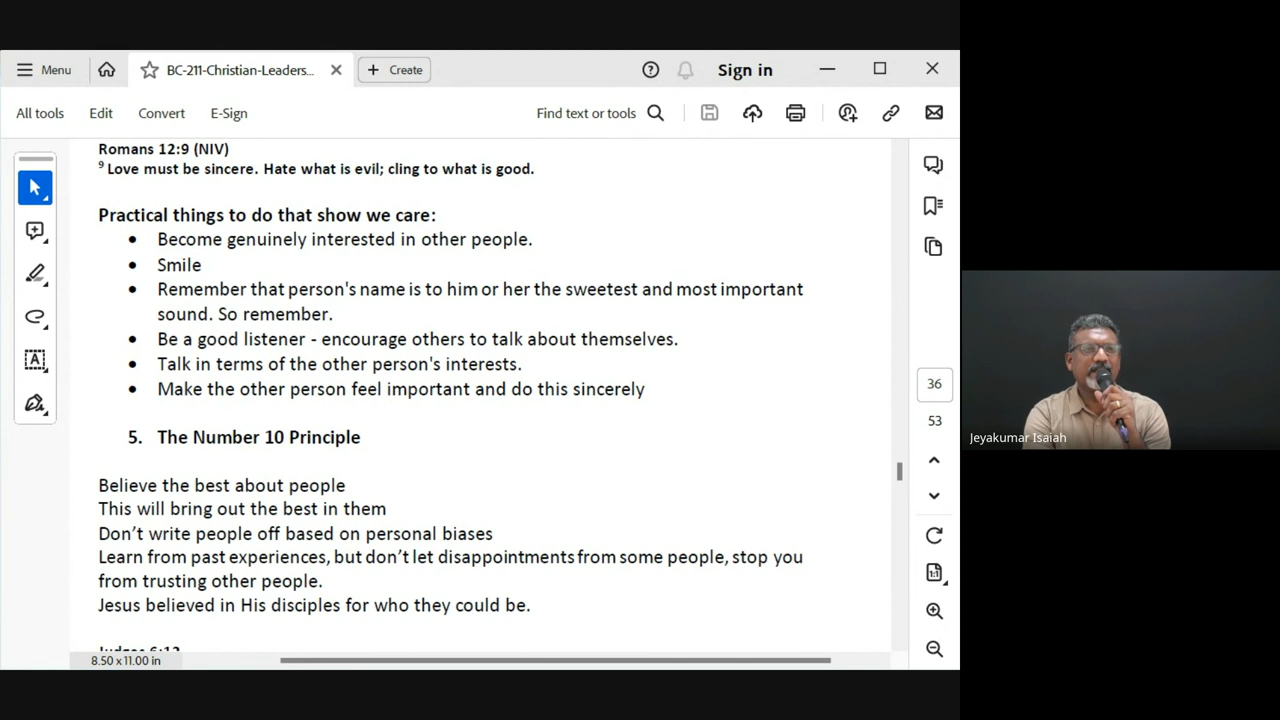 Menu
BC-211-Christian-Leaders...
Create
Sign in
All tools
Edit
Convert
E-Sign
Find text or tools
Romans 12:9 (NIV)
9 Love must be sincere. Hate what is evil; cling to what is good.
Practical things to do that show we care:
• Become genuinely interested in other people.
• Smile
• Remember that person's name is to him or her the sweetest and most important
sound. So remember.
• Be a good listener - encourage others to talk about themselves.
• Talk in terms of the other person's interests.
• Make the other person feel important and do this sincerely
5. The Number 10 Principle
Believe the best about people
This will bring out the best in them
Don’t write people off based on personal biases
Learn from past experiences, but don’t let disappointments from some people, stop you
from trusting other people.
Jesus believed in His disciples for who they could be.
8.50 x 11.00 in
36
53
1:1
Jeyakumar Isaiah